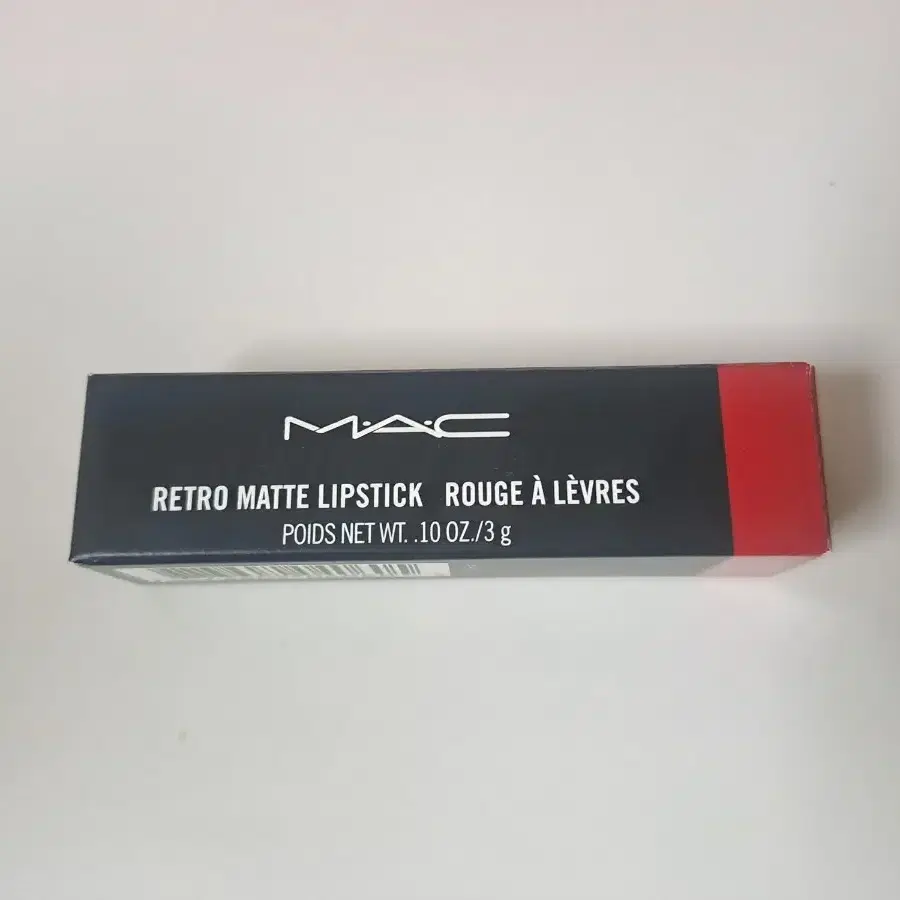 M·A·C
RETRO MATTE LIPSTICK ROUGE À LÈVRES
POIDS NET WT. .10 OZ./3 g